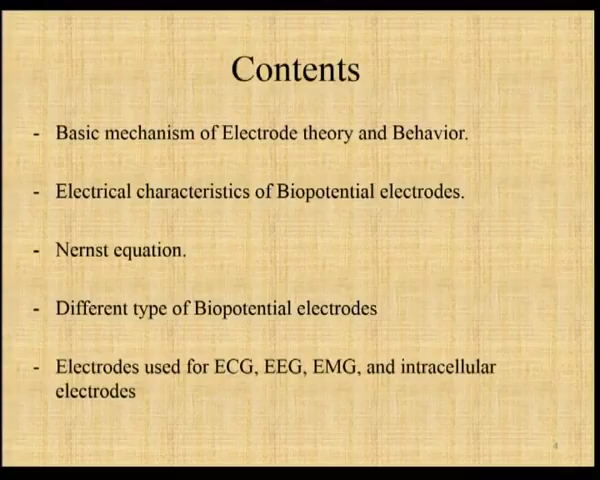 Contents
- Basic mechanism of Electrode theory and Behavior.
- Electrical characteristics of Biopotential electrodes.
- Nernst equation.
- Different type of Biopotential electrodes
- Electrodes used for ECG, EEG, EMG, and intracellular
electrodes
4